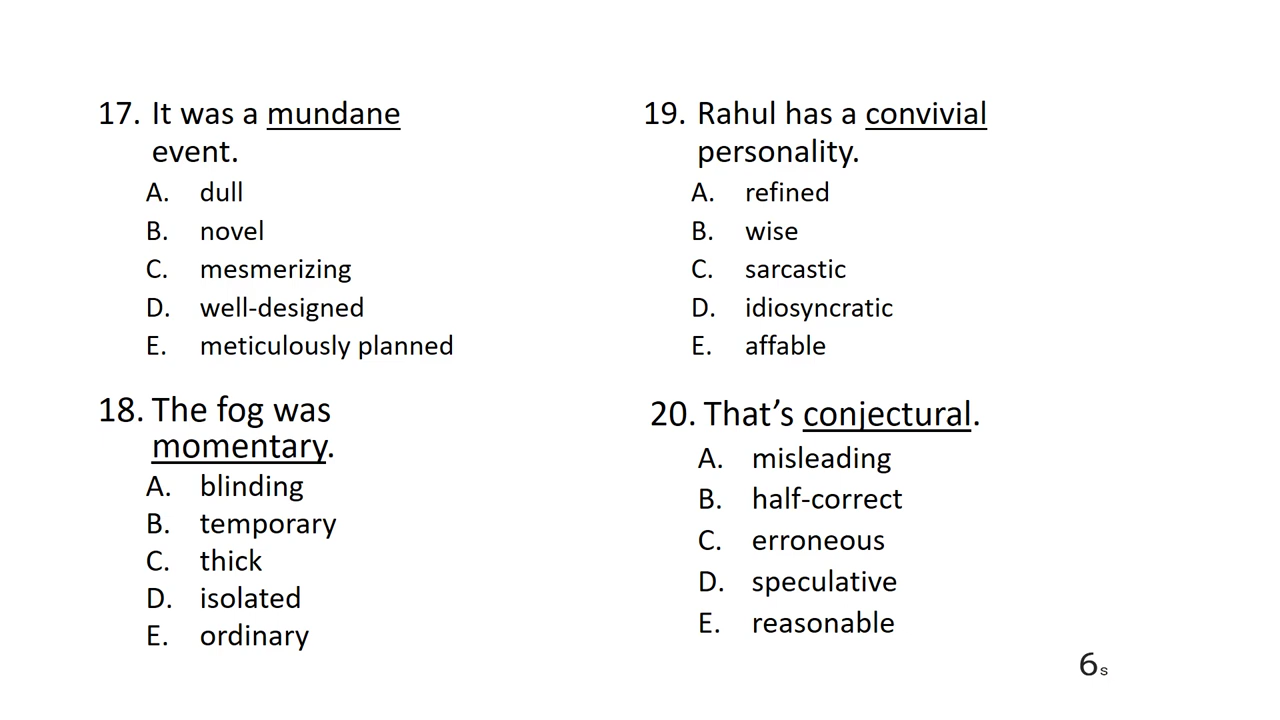 17. It was a mundane
event.
A. dull
B. novel
C. mesmerizing
D. well-designed
E. meticulously planned
18. The fog was
momentary.
A. blinding
B. temporary
C. thick
D. isolated
E. ordinary
19. Rahul has a convivial
personality.
A. refined
B. wise
C. sarcastic
D. idiosyncratic
E. affable
20. That’s conjectural.
A. misleading
B. half-correct
C. erroneous
D. speculative
E. reasonable
6s